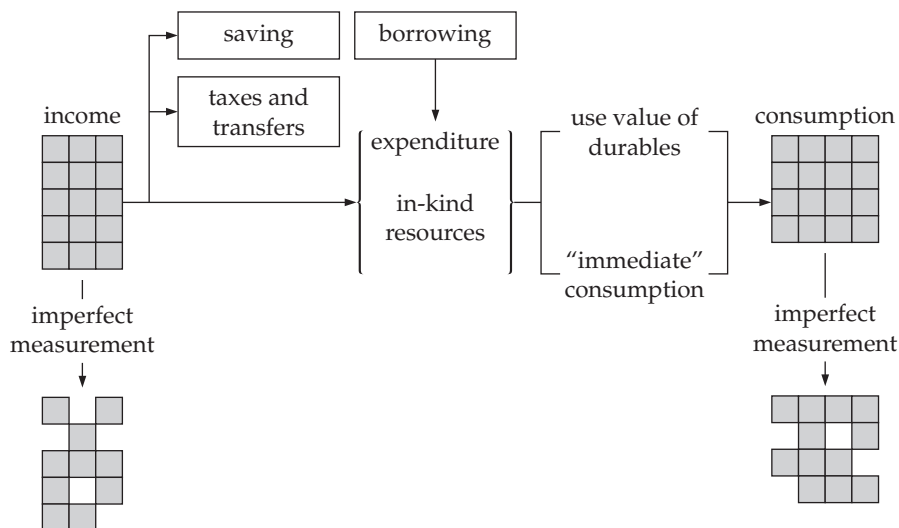 saving
borrowing
taxes and
transfers
income
expenditure
in-kind
resources
use value of
durables
“immediate”
consumption
consumption
imperfect
measurement
imperfect
measurement